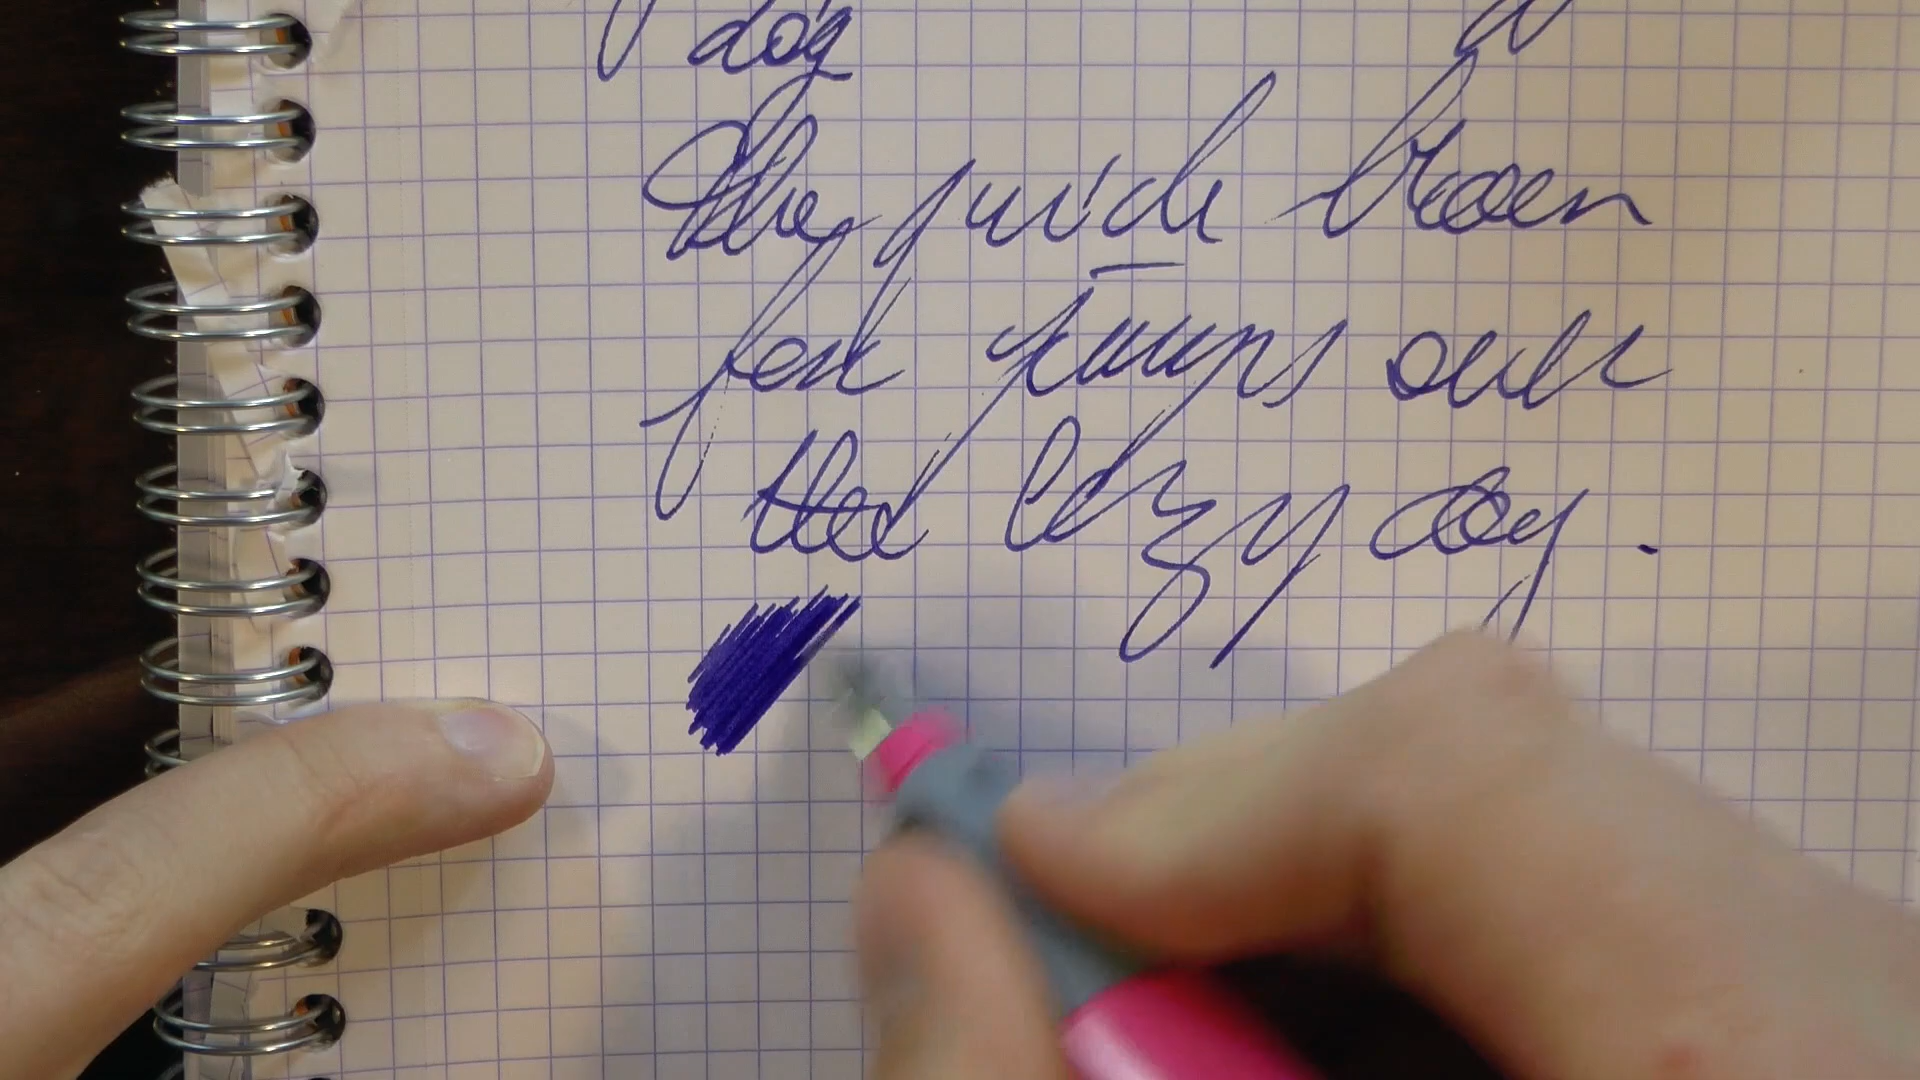 dog
the quick brown
fox jumps over
the lazy dog.